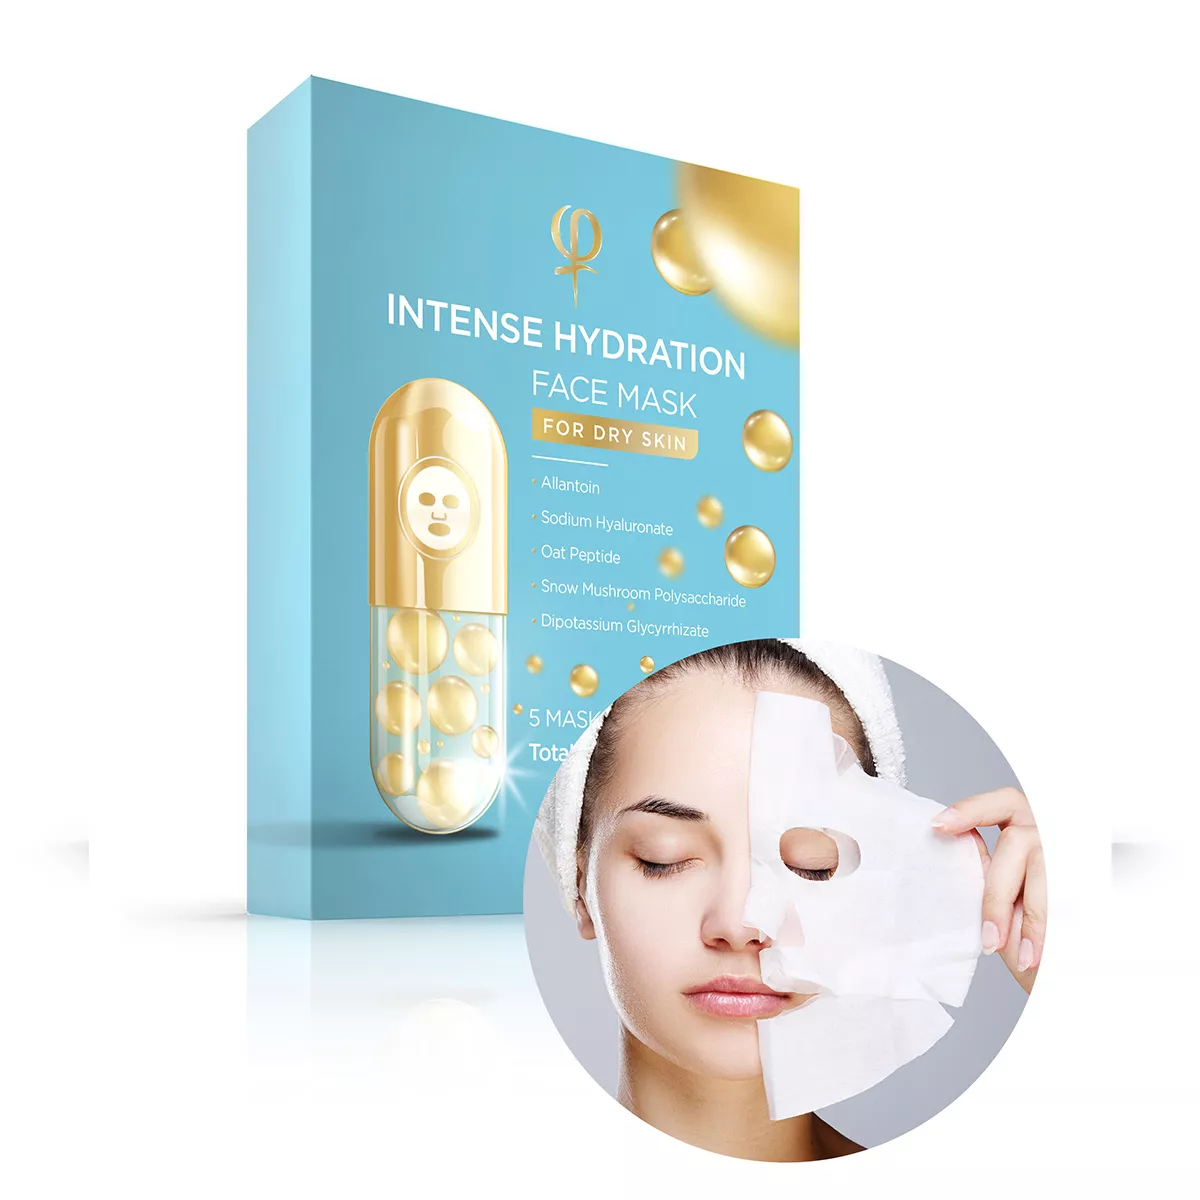 INTENSE HYDRATION
FACE MASK
FOR DRY SKIN
· Allantoin
· Sodium Hyaluronate
· Oat Peptide
· Snow Mushroom Polysaccharide
· Dipotassium Glycyrrhizate
5 MASK
Total